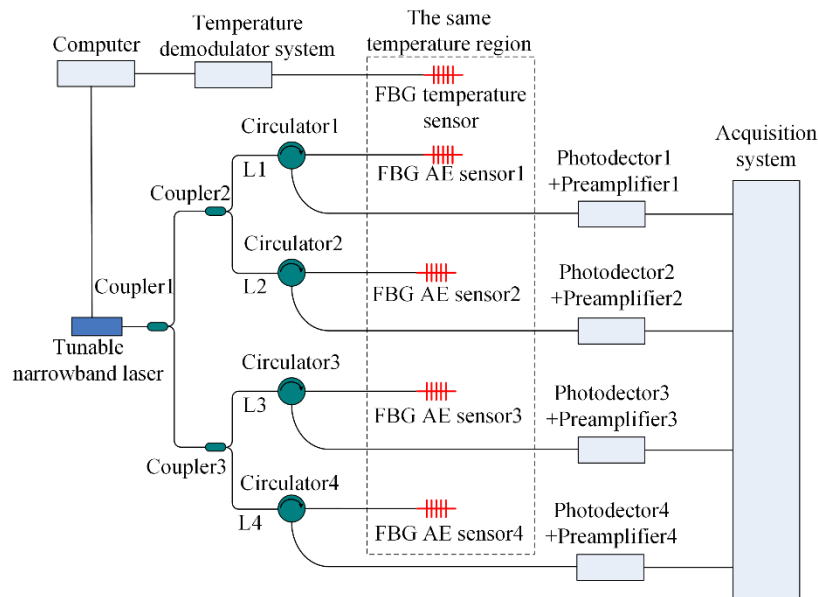 Computer
Temperature
demodulator system
The same
temperature region
FBG temperature
sensor
Circulator1
L1
FBG AE sensor1
Photodector1
+Preamplifier1
Acquisition
system
Coupler2
Circulator2
L2
FBG AE sensor2
Photodector2
+Preamplifier2
Coupler1
Tunable
narrowband laser
Circulator3
L3
FBG AE sensor3
Photodector3
+Preamplifier3
Coupler3
Circulator4
L4
FBG AE sensor4
Photodector4
+Preamplifier4